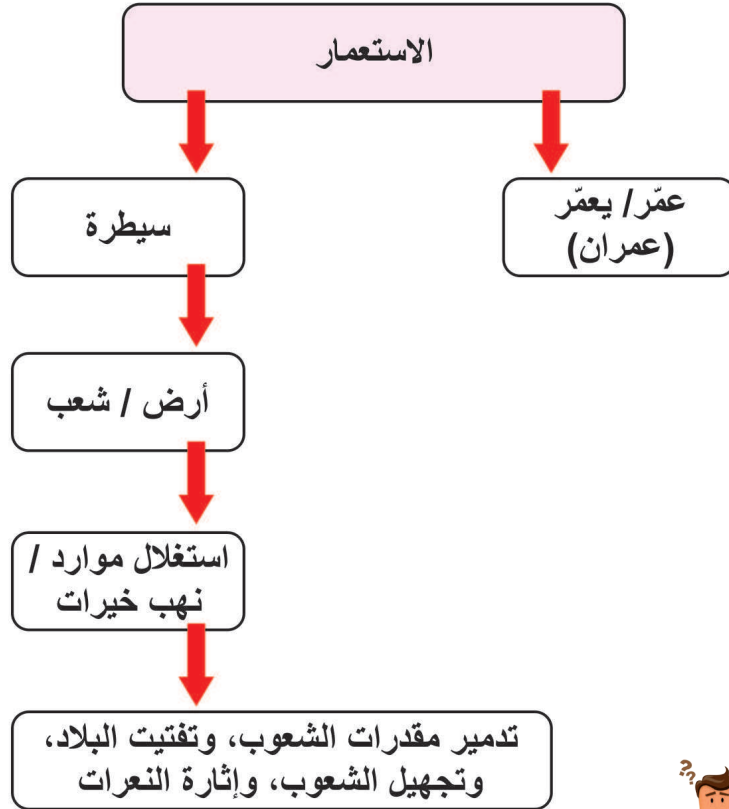 الاستعمار
عمّر/ يعمّر
(عمران)
سيطرة
أرض / شعب
استغلال موارد /
نهب خيرات
تدمير مقدرات الشعوب، وتفتيت البلاد،
وتجهيل الشعوب، وإثارة النعرات
??